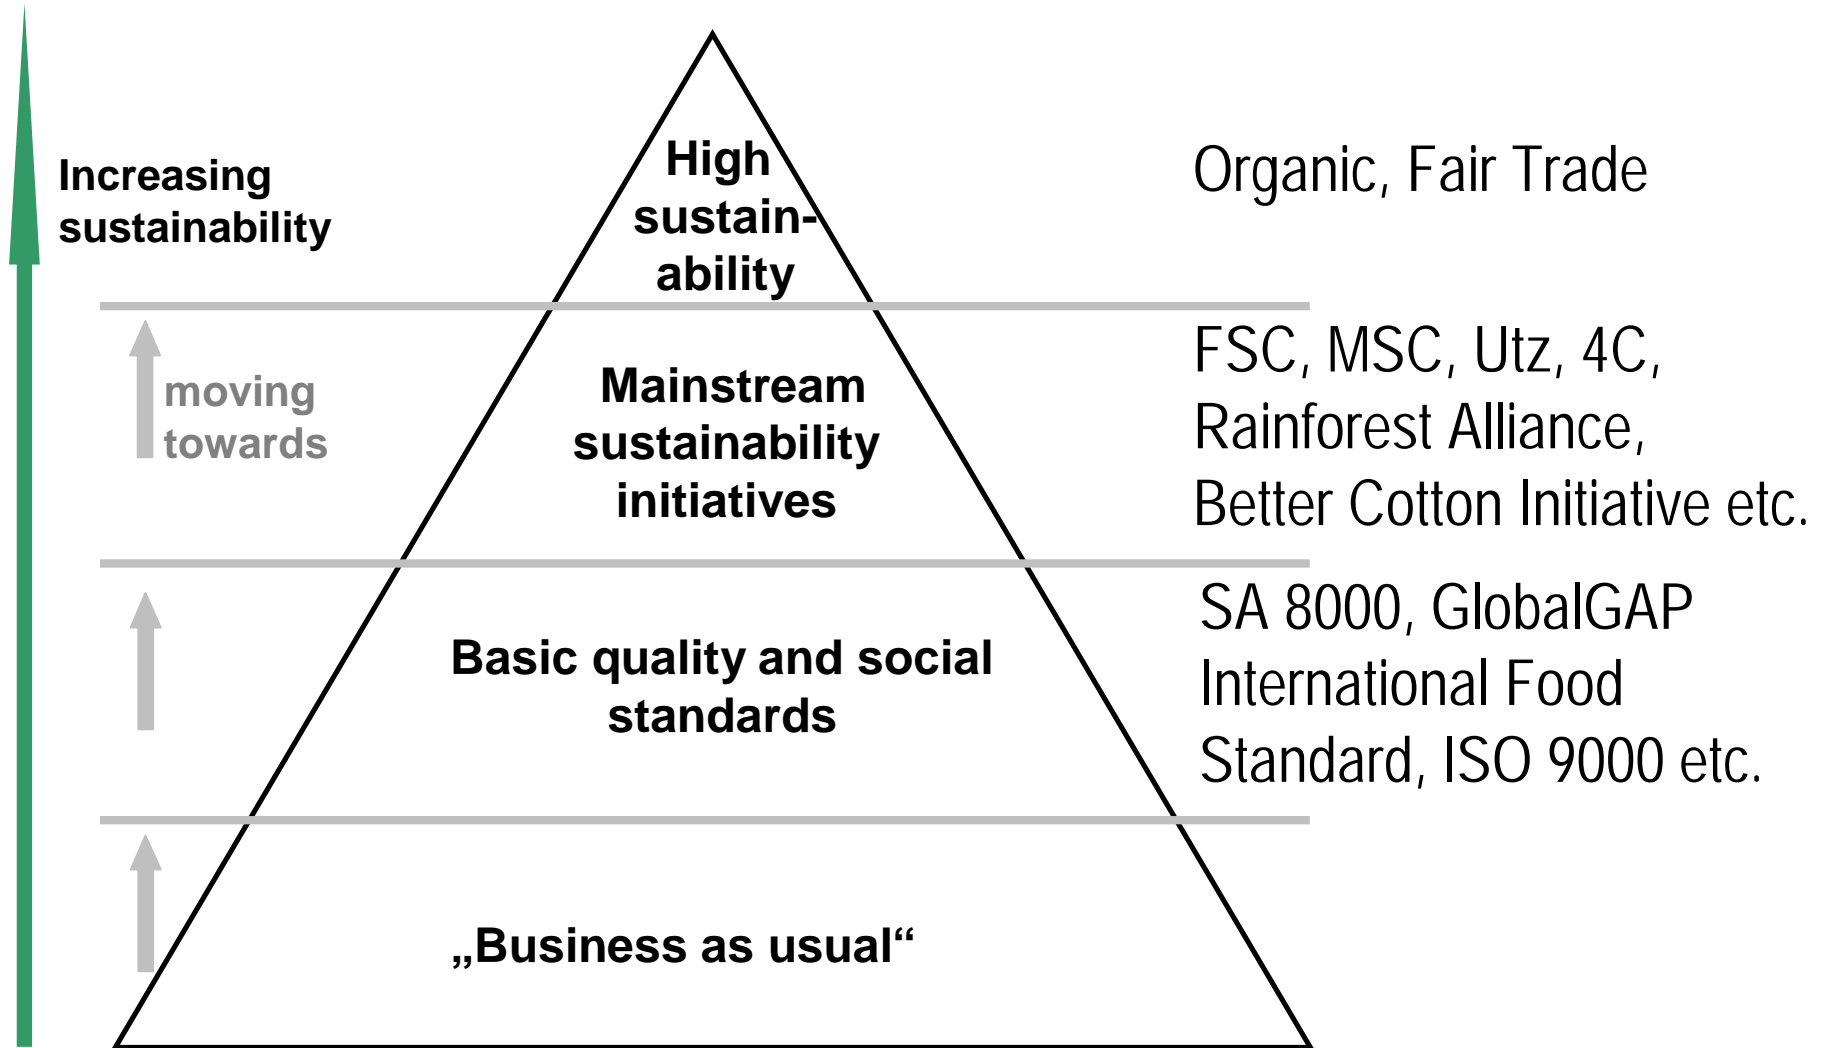 Increasing
sustainability
High
sustain-
ability
Organic, Fair Trade
moving
towards
Mainstream
sustainability
initiatives
FSC, MSC, Utz, 4C,
Rainforest Alliance,
Better Cotton Initiative etc.
Basic quality and social
standards
SA 8000, GlobalGAP
International Food
Standard, ISO 9000 etc.
„Business as usual“